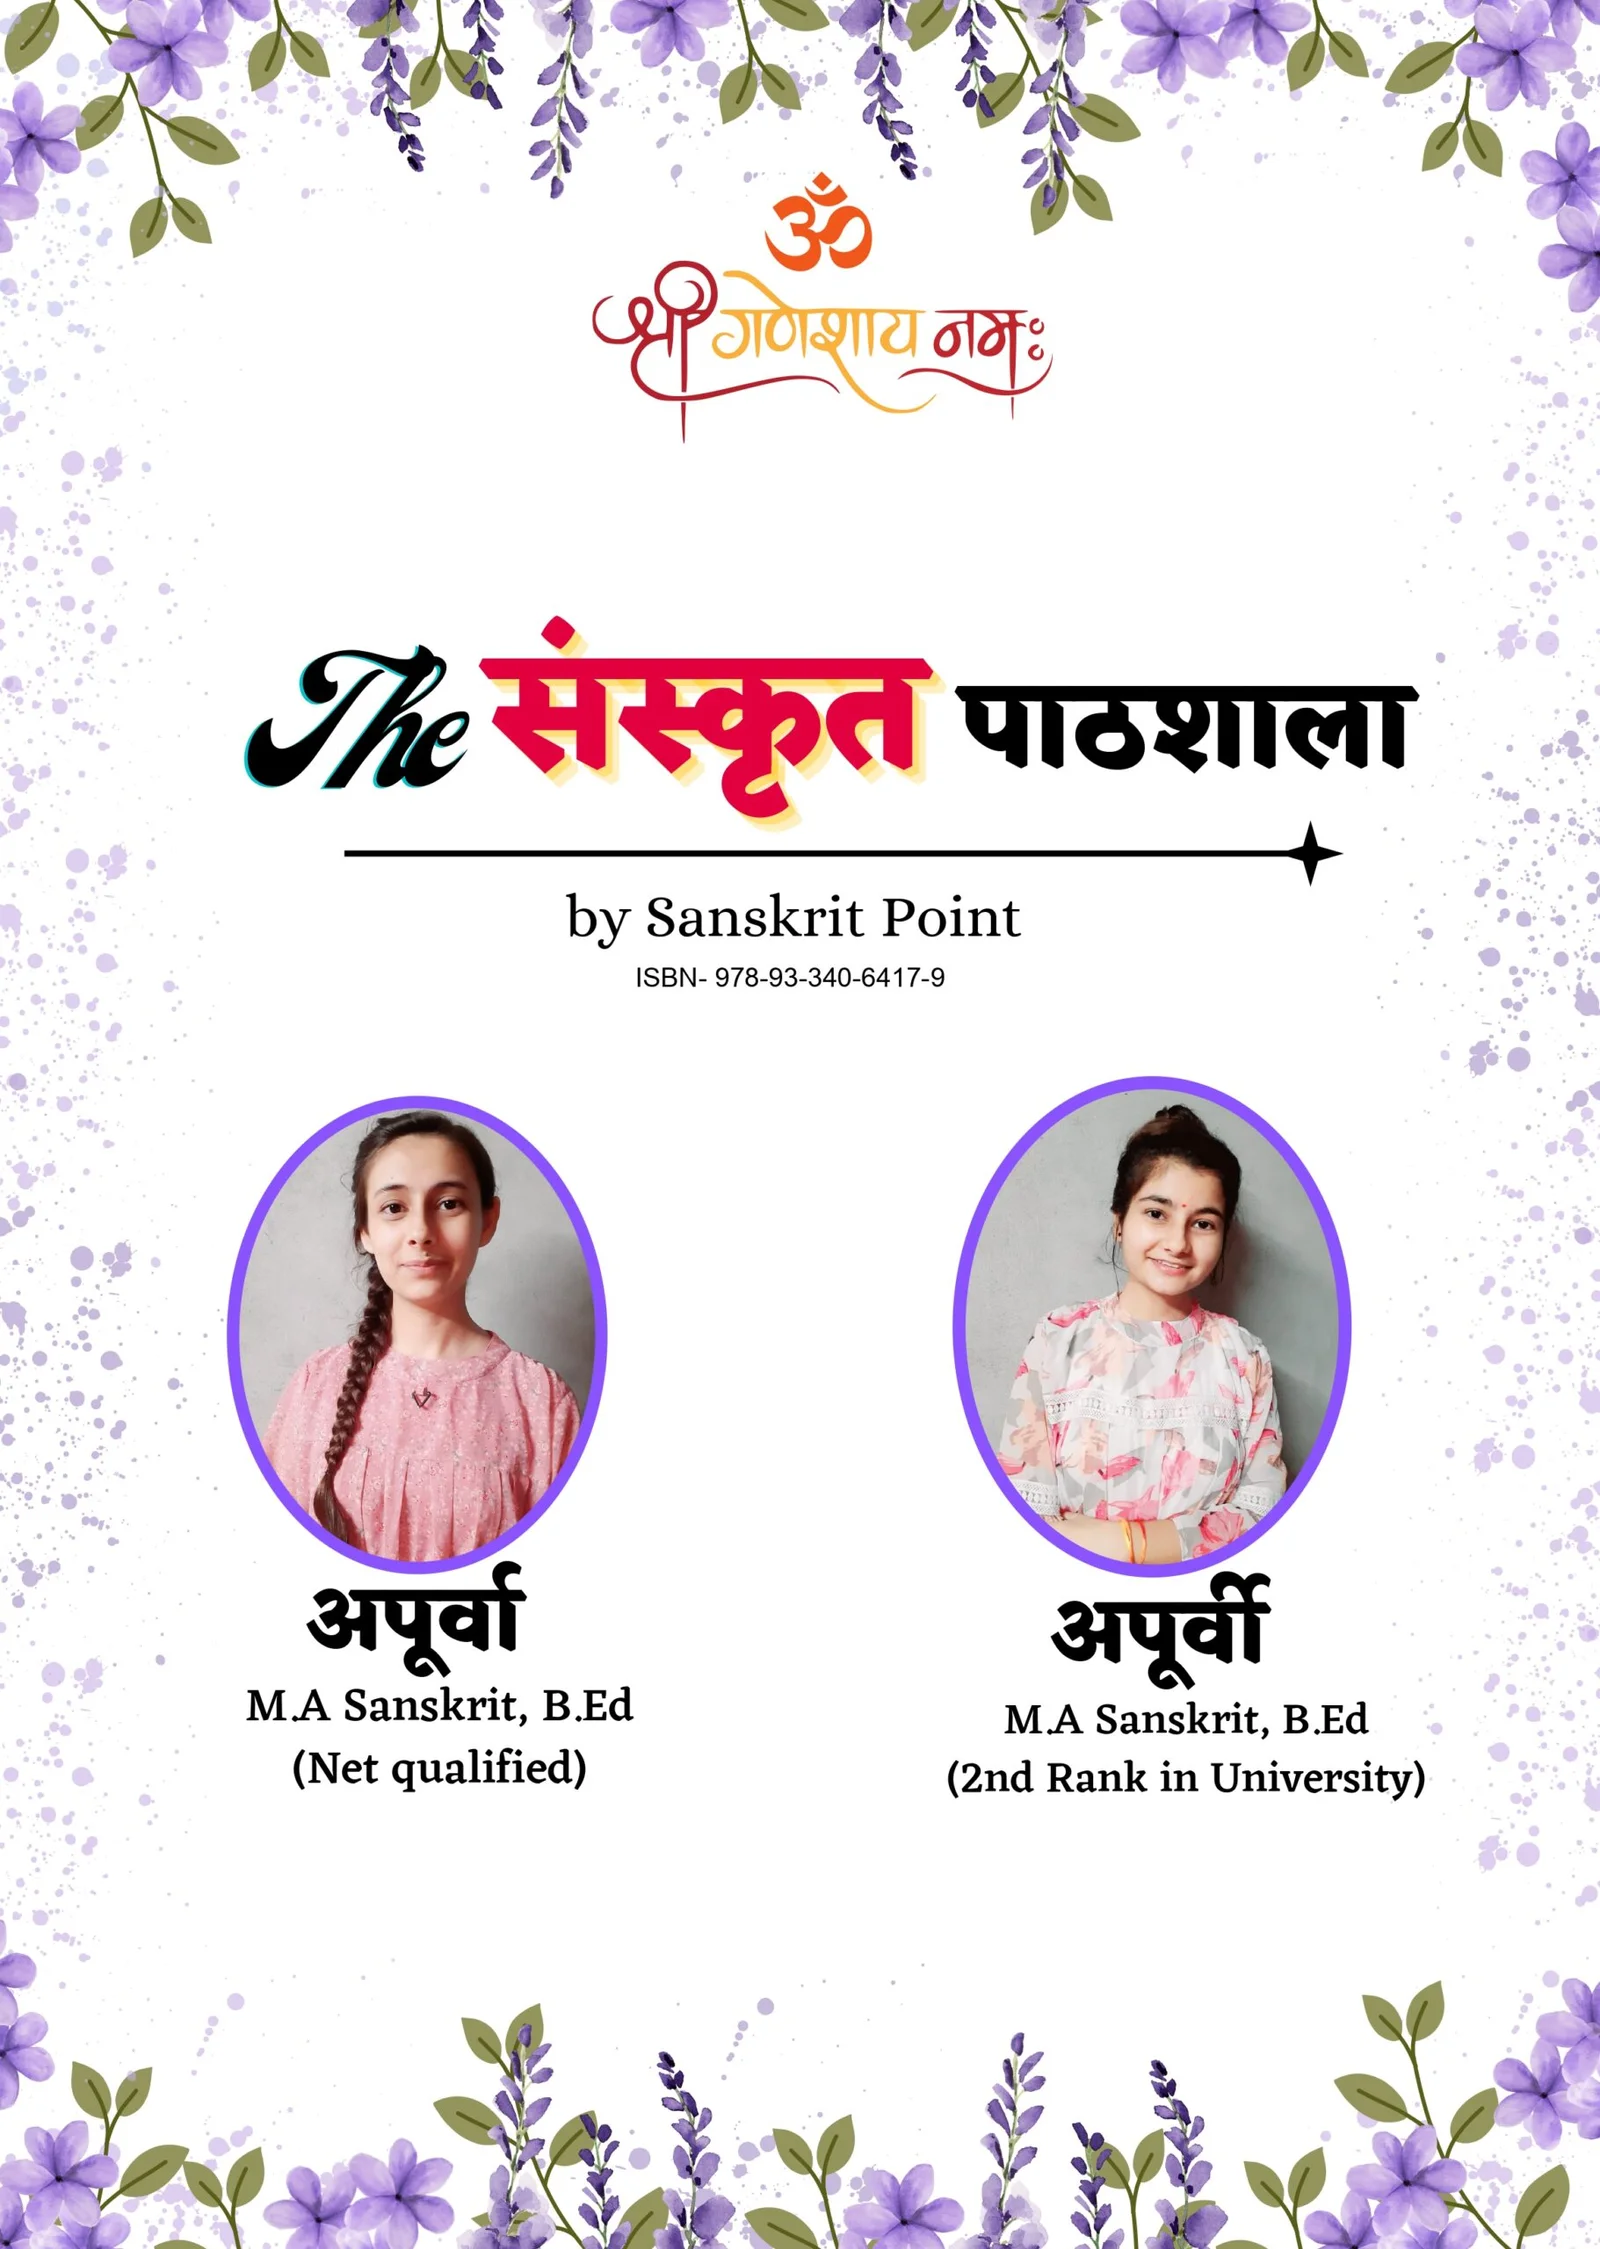 ॐ
श्री गणेशाय नमः
The संस्कृत पाठशाला
by Sanskrit Point
ISBN- 978-93-340-6417-9
अपूर्वा
M.A Sanskrit, B.Ed
(Net qualified)
अपूर्वी
M.A Sanskrit, B.Ed
(2nd Rank in University)